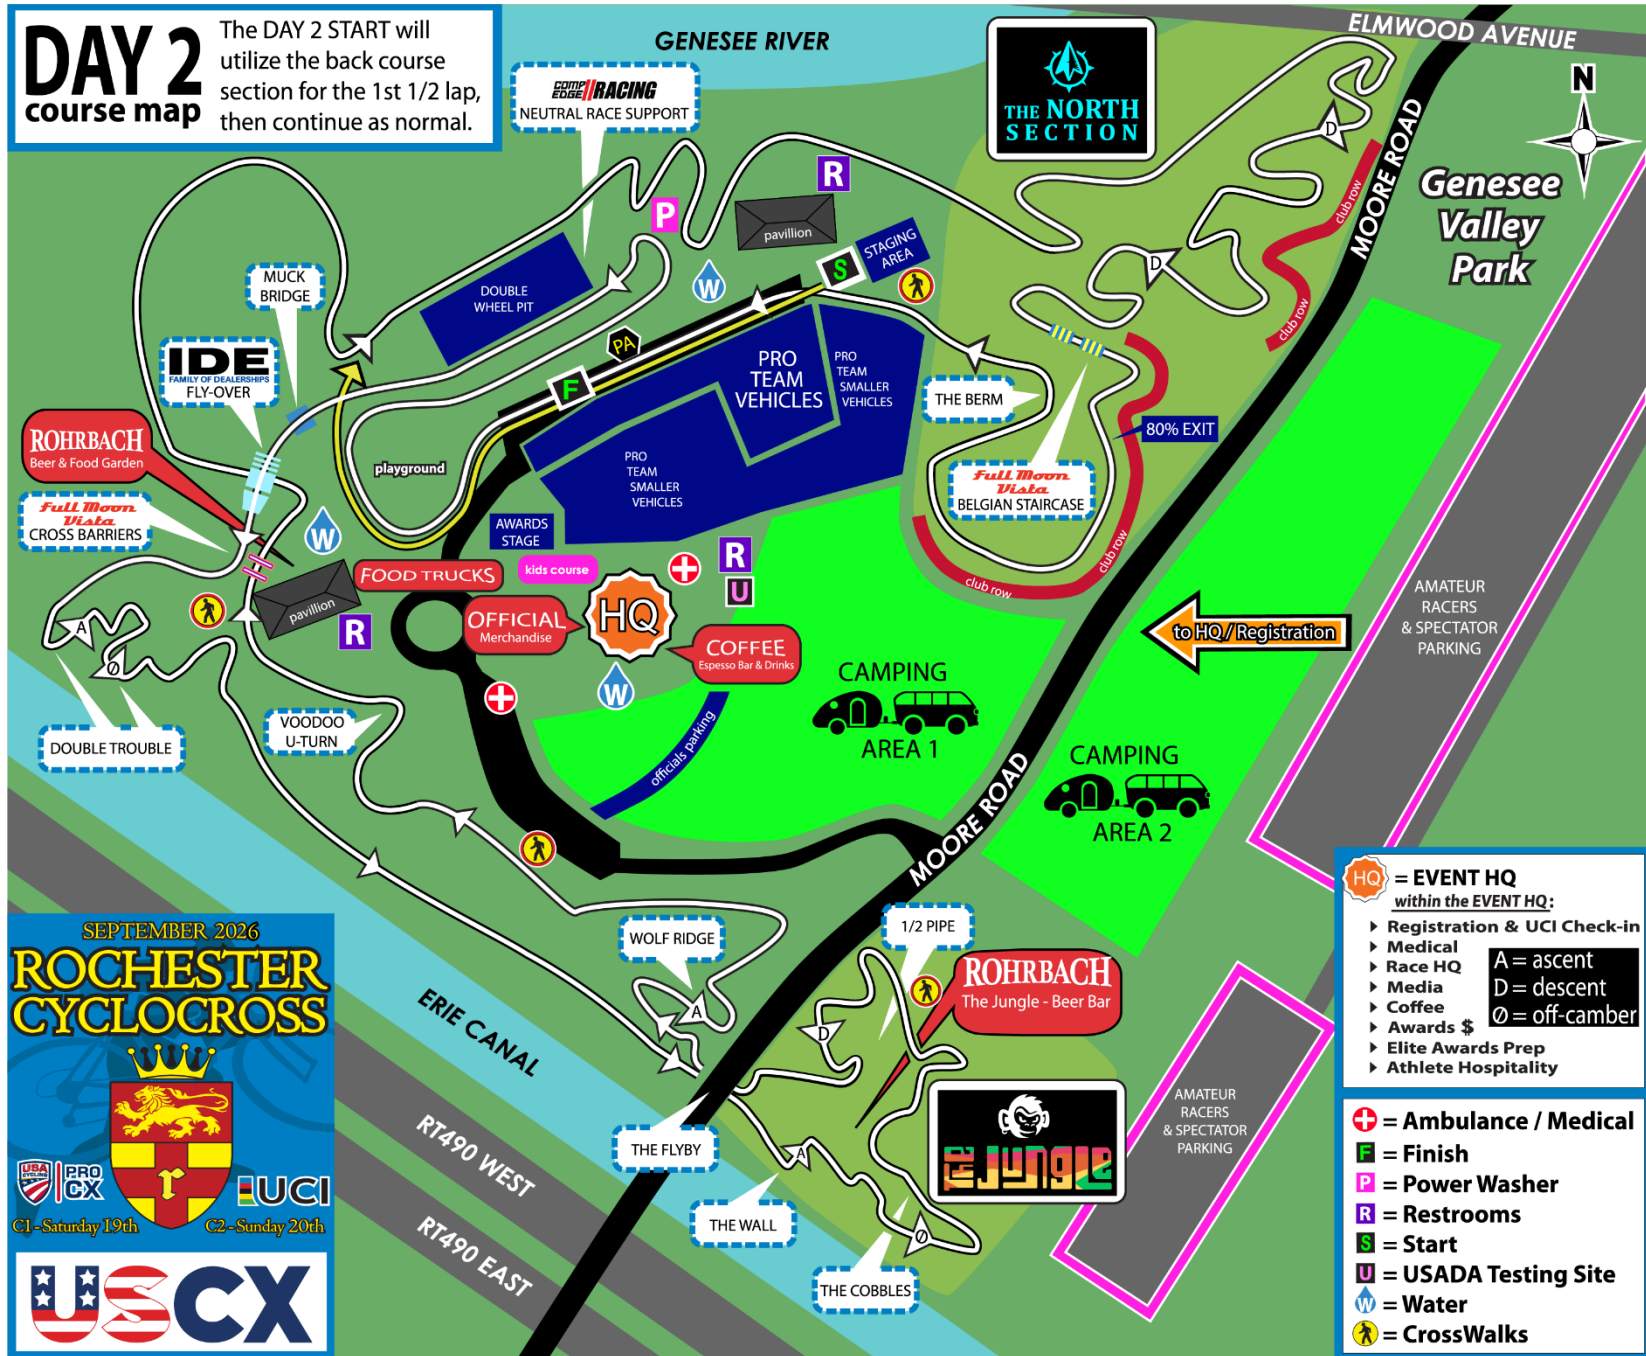 DAY 2
course map
The DAY 2 START will
utilize the back course
section for the 1st 1/2 lap,
then continue as normal.
GENESEE RIVER
ELMWOOD AVENUE
COMP EDGE RACING
NEUTRAL RACE SUPPORT
THE NORTH
SECTION
N
D
MOORE ROAD
Genesee
Valley
Park
R
P
pavillion
club row
STAGING
AREA
S
D
MUCK
BRIDGE
DOUBLE
WHEEL PIT
W
club row
IDE
FAMILY OF DEALERSHIPS
FLY-OVER
PA
F
PRO
TEAM
VEHICLES
PRO
TEAM
SMALLER
VEHICLES
THE BERM
80% EXIT
ROHRBACH
Beer & Food Garden
playground
PRO
TEAM
SMALLER
VEHICLES
Full Moon
Vista
BELGIAN STAIRCASE
Full Moon
Vista
CROSS BARRIERS
W
AWARDS
STAGE
club row
club row
FOOD TRUCKS
kids course
R
U
pavillion
R
OFFICIAL
Merchandise
HQ
COFFEE
Espesso Bar & Drinks
W
to HQ / Registration
AMATEUR
RACERS
& SPECTATOR
PARKING
A
Ø
DOUBLE TROUBLE
VOODOO
U-TURN
officials parking
CAMPING
AREA 1
CAMPING
AREA 2
MOORE ROAD
WOLF RIDGE
A
1/2 PIPE
D
ROHRBACH
The Jungle - Beer Bar
ERIE CANAL
THE FLYBY
A
THE WALL
Ø
THE COBBLES
Jungle
AMATEUR
RACERS
& SPECTATOR
PARKING
RT490 WEST
RT490 EAST
SEPTEMBER 2026
ROCHESTER
CYCLOCROSS
r
USA
CYCLING
PRO
CX
UCI
C1 - Saturday 19th
C2 - Sunday 20th
USCX
HQ = EVENT HQ
within the EVENT HQ:
Registration & UCI Check-in
Medical
Race HQ
Media
Coffee
Awards $
Elite Awards Prep
Athlete Hospitality
A = ascent
D = descent
Ø = off-camber
= Ambulance / Medical
F = Finish
P = Power Washer
R = Restrooms
S = Start
U = USADA Testing Site
W = Water
= CrossWalks